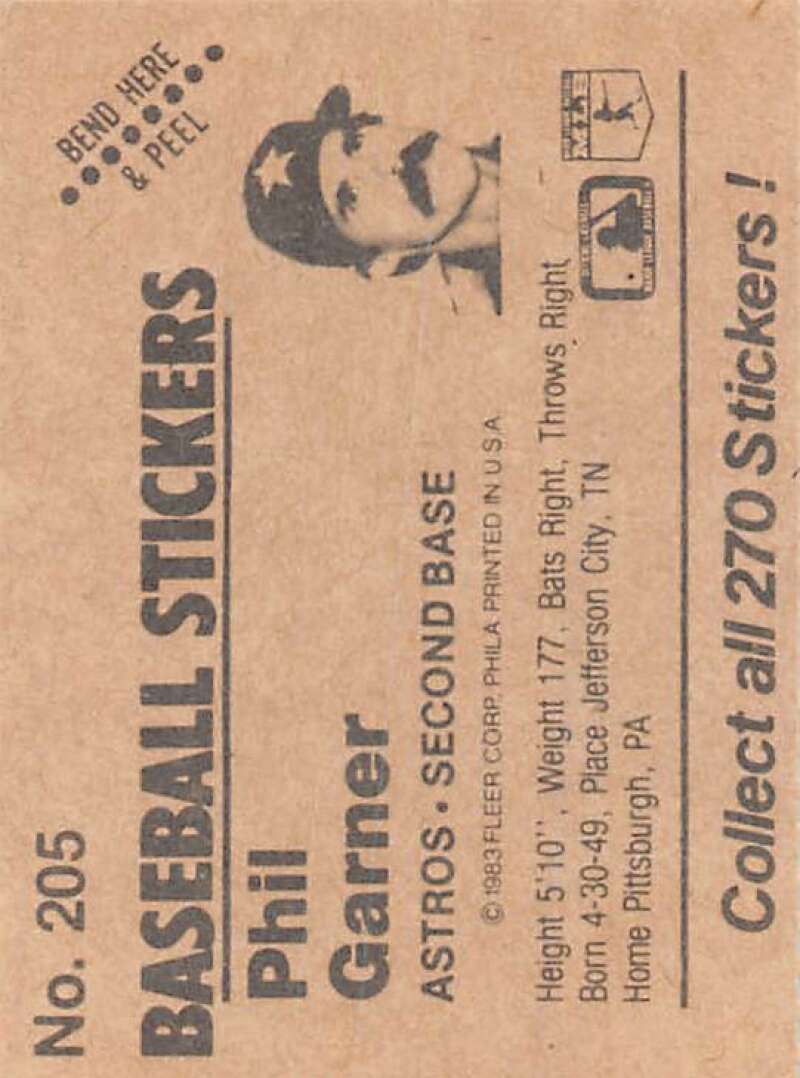 No. 205
BEND HERE
& PEEL
BASEBALL STICKERS
Phil
Garner
ASTROS • SECOND BASE
© 1983 FLEER CORP. PHILA PRINTED IN U.S.A
Height 5'10", Weight 177, Bats Right, Throws Right
Born 4-30-49, Place Jefferson City, TN
Home Pittsburgh, PA
Collect all 270 Stickers!